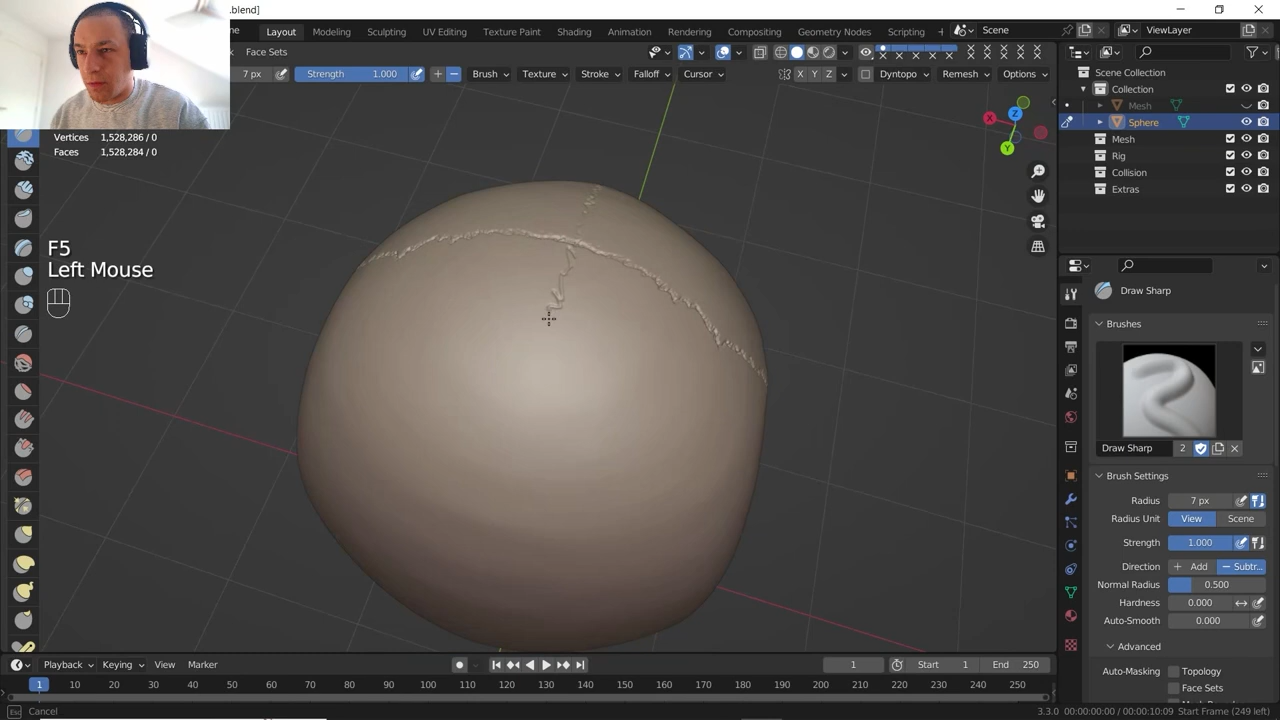 .blend]
Layout Modeling Sculpting UV Editing Texture Paint Shading Animation Rendering Compositing Geometry Nodes Scripting Scene ViewLayer
Face Sets
7 px Strength 1.000 Brush Texture Stroke Falloff Cursor X Y Z Dyntopo Remesh Options
Vertices 1,528,286 / 0
Faces 1,528,284 / 0
F5
Left Mouse
X Z Y
Scene Collection
Collection
Mesh
Sphere
Mesh
Rig
Collision
Extras
Draw Sharp
Brushes
Draw Sharp 2
Brush Settings
Radius 7 px
Radius Unit View Scene
Strength 1.000
Direction Add Subtr...
Normal Radius 0.500
Hardness 0.000
Auto-Smooth 0.000
Advanced
Auto-Masking Topology
Face Sets
Playback Keying View Marker 1 Start 1 End 250
1 10 20 30 40 50 60 70 80 90 100 110 120 130 140 150 160 170 180 190 200 210 220 230 240 250
Esc Cancel 3.3.0 00:00:00:00 / 00:00:10:09 Start Frame (249 left)